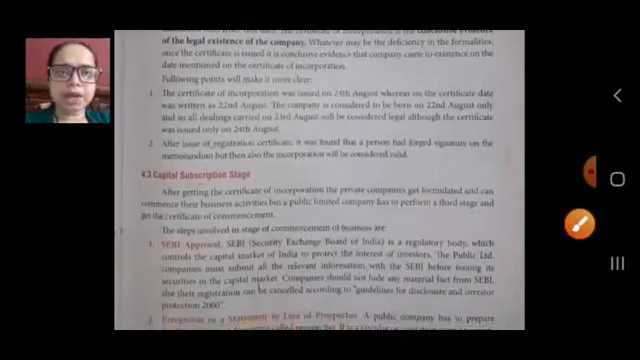 of the legal existence of the company. Whatever may be the deficiency in the formalities,
once the certificate is issued it is conclusive evidence that company came to existence on the
date mentioned on the certificate of incorporation.
Following points will make it more clear:
1. The certificate of incorporation was issued on 24th August whereas on the certificate date
was written as 22nd August. The company is considered to be born on 22nd August only
and so all dealings carried on 23rd August will be considered legal although the certificate
was issued only on 24th August.
2. After issue of registration certificate, it was found that a person had forged signature on the
memorandum but then also the incorporation will be considered valid.
4.3 Capital Subscription Stage
After getting the certificate of incorporation the private companies get formulated and can
commence their business activities but a public limited company has to perform a third stage and
get the certificate of commencement.
The steps involved in stage of commencement of business are:
1. SEBI Approval. SEBI (Security Exchange Board of India) is a regulatory body, which
controls the capital market of India to protect the interest of investors. The Public Ltd.
companies must submit all the relevant information with the SEBI before issuing its
securities in the capital market. Companies should not hide any material fact from SEBI,
else their registration can be cancelled according to "guidelines for disclosure and investor
protection 2000".
2. Prospectus or a Statement in Lieu of Prospectus. A public company has to prepare